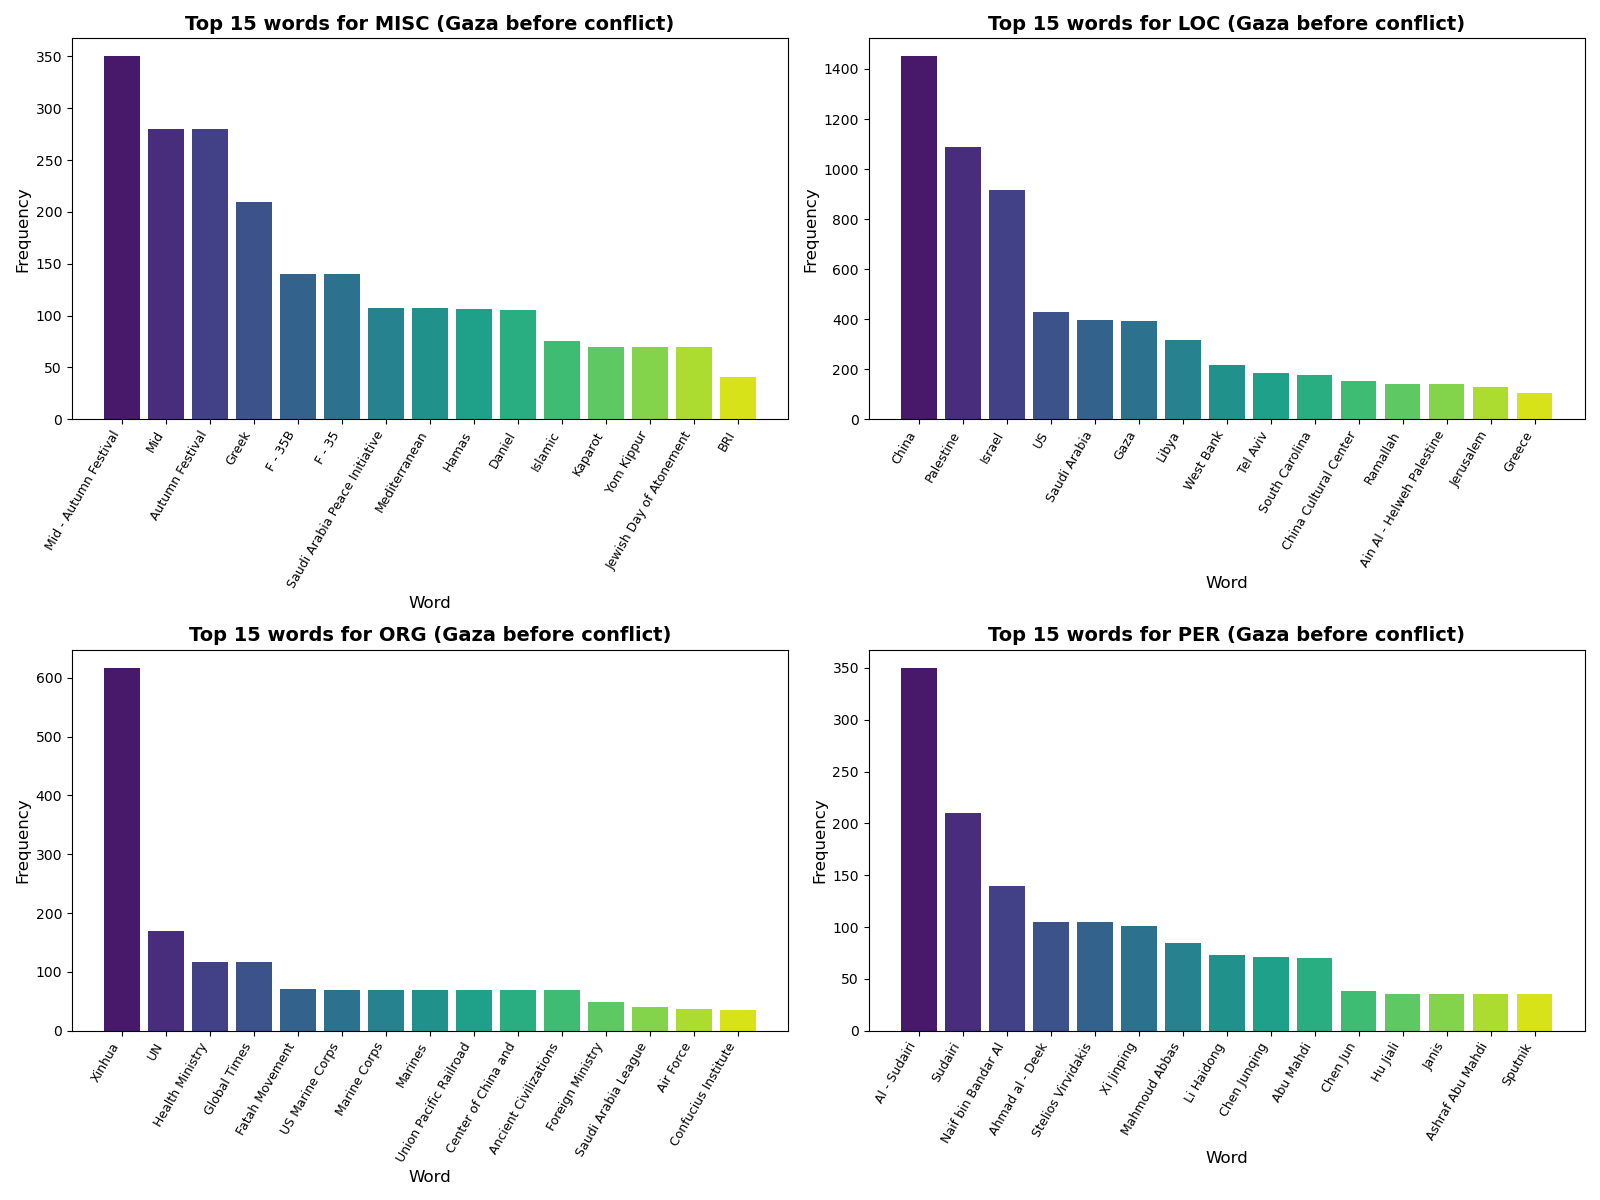 Top 15 words for MISC (Gaza before conflict)
Frequency
350
300
250
200
150
100
50
0
Mid - Autumn Festival
Mid
Autumn Festival
Greek
F - 35B
F - 35
Saudi Arabia Peace Initiative
Mediterranean
Hamas
Daniel
Islamic
Kaparot
Yom Kippur
Jewish Day of Atonement
BRI
Word
Top 15 words for LOC (Gaza before conflict)
Frequency
1400
1200
1000
800
600
400
200
0
China
Palestine
Israel
US
Saudi Arabia
Gaza
Libya
West Bank
Tel Aviv
South Carolina
China Cultural Center
Ramallah
Ain Al - Helweh Palestine
Jerusalem
Greece
Word
Top 15 words for ORG (Gaza before conflict)
Frequency
600
500
400
300
200
100
0
Xinhua
UN
Health Ministry
Global Times
Fatah Movement
US Marine Corps
Marine Corps
Marines
Union Pacific Railroad
Center of China and
Ancient Civilizations
Foreign Ministry
Saudi Arabia League
Air Force
Confucius Institute
Word
Top 15 words for PER (Gaza before conflict)
Frequency
350
300
250
200
150
100
50
0
Al - Sudairi
Sudairi
Naif bin Bandar Al
Ahmad al - Deek
Stelios Virvidakis
Xi Jinping
Mahmoud Abbas
Li Haidong
Chen Junqing
Abu Mahdi
Chen Jun
Hu Jiali
Janis
Ashraf Abu Mahdi
Sputnik
Word